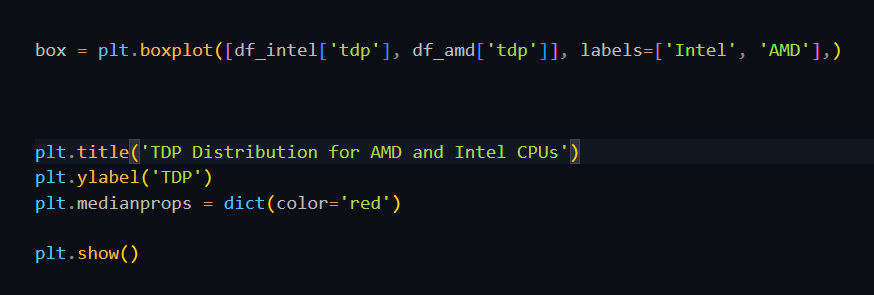 box = plt.boxplot([df_intel['tdp'], df_amd['tdp']], labels=['Intel', 'AMD'],)
plt.title('TDP Distribution for AMD and Intel CPUs')
plt.ylabel('TDP')
plt.medianprops = dict(color='red')
plt.show()